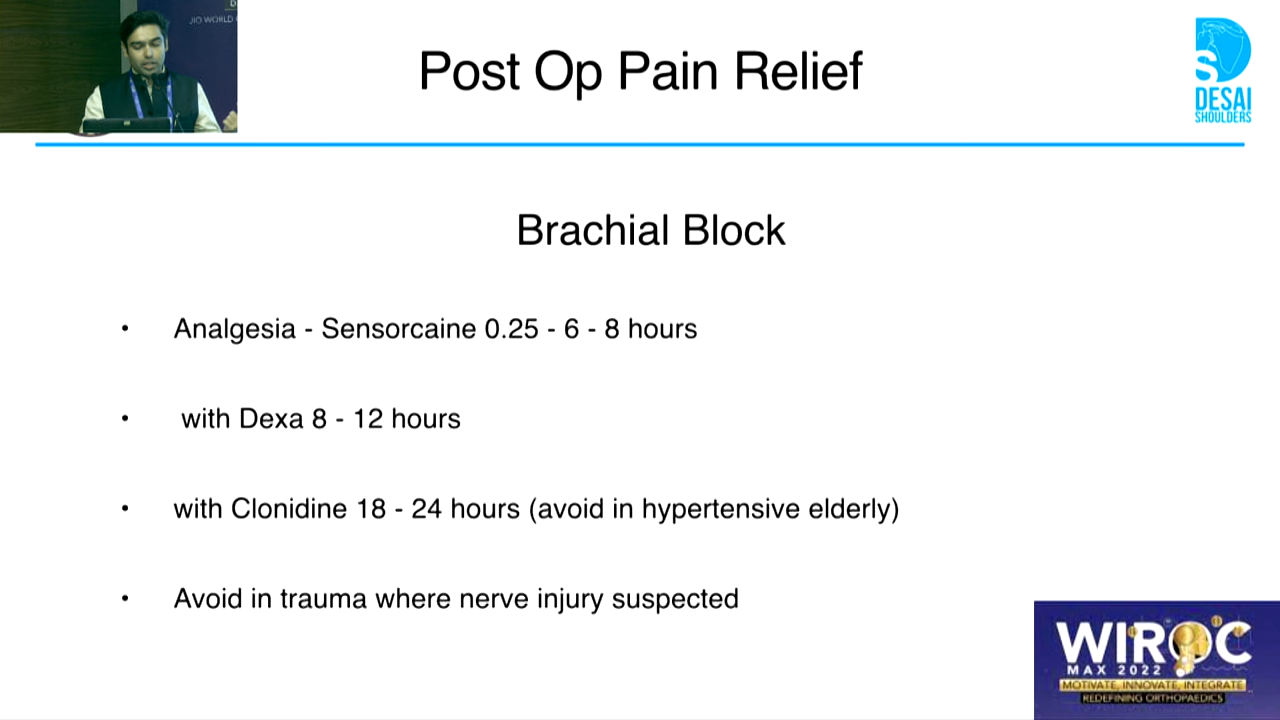 JIO WORLD
Post Op Pain Relief
S
DESAI
SHOULDERS
Brachial Block
• Analgesia - Sensorcaine 0.25 - 6 - 8 hours
• with Dexa 8 - 12 hours
• with Clonidine 18 - 24 hours (avoid in hypertensive elderly)
• Avoid in trauma where nerve injury suspected
WIROC
MAX 2022
MOTIVATE, INNOVATE, INTEGRATE
REDEFINING ORTHOPAEDICS